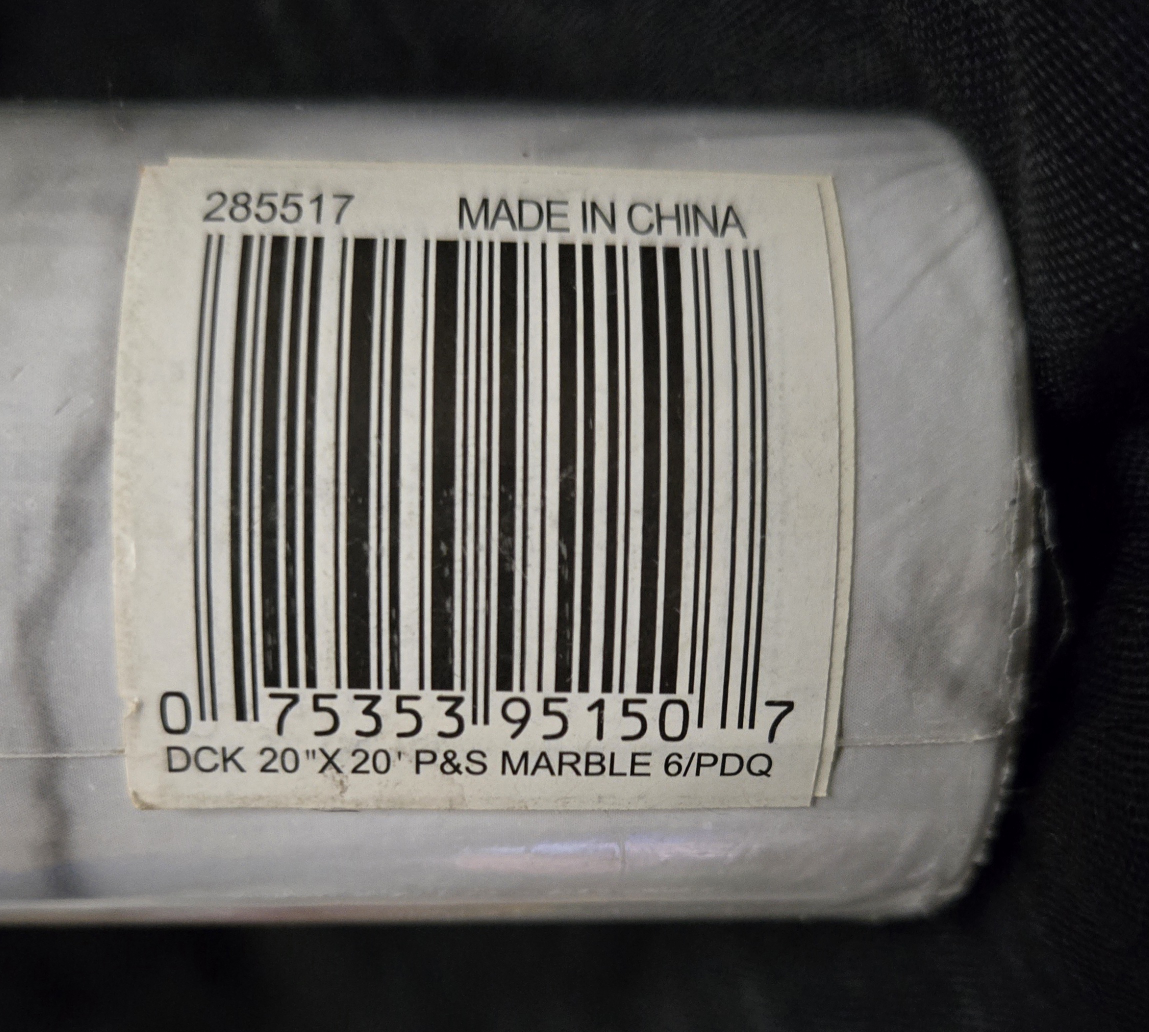 285517 MADE IN CHINA
0 75353 95150 7
DCK 20"X 20' P&S MARBLE 6/PDQ